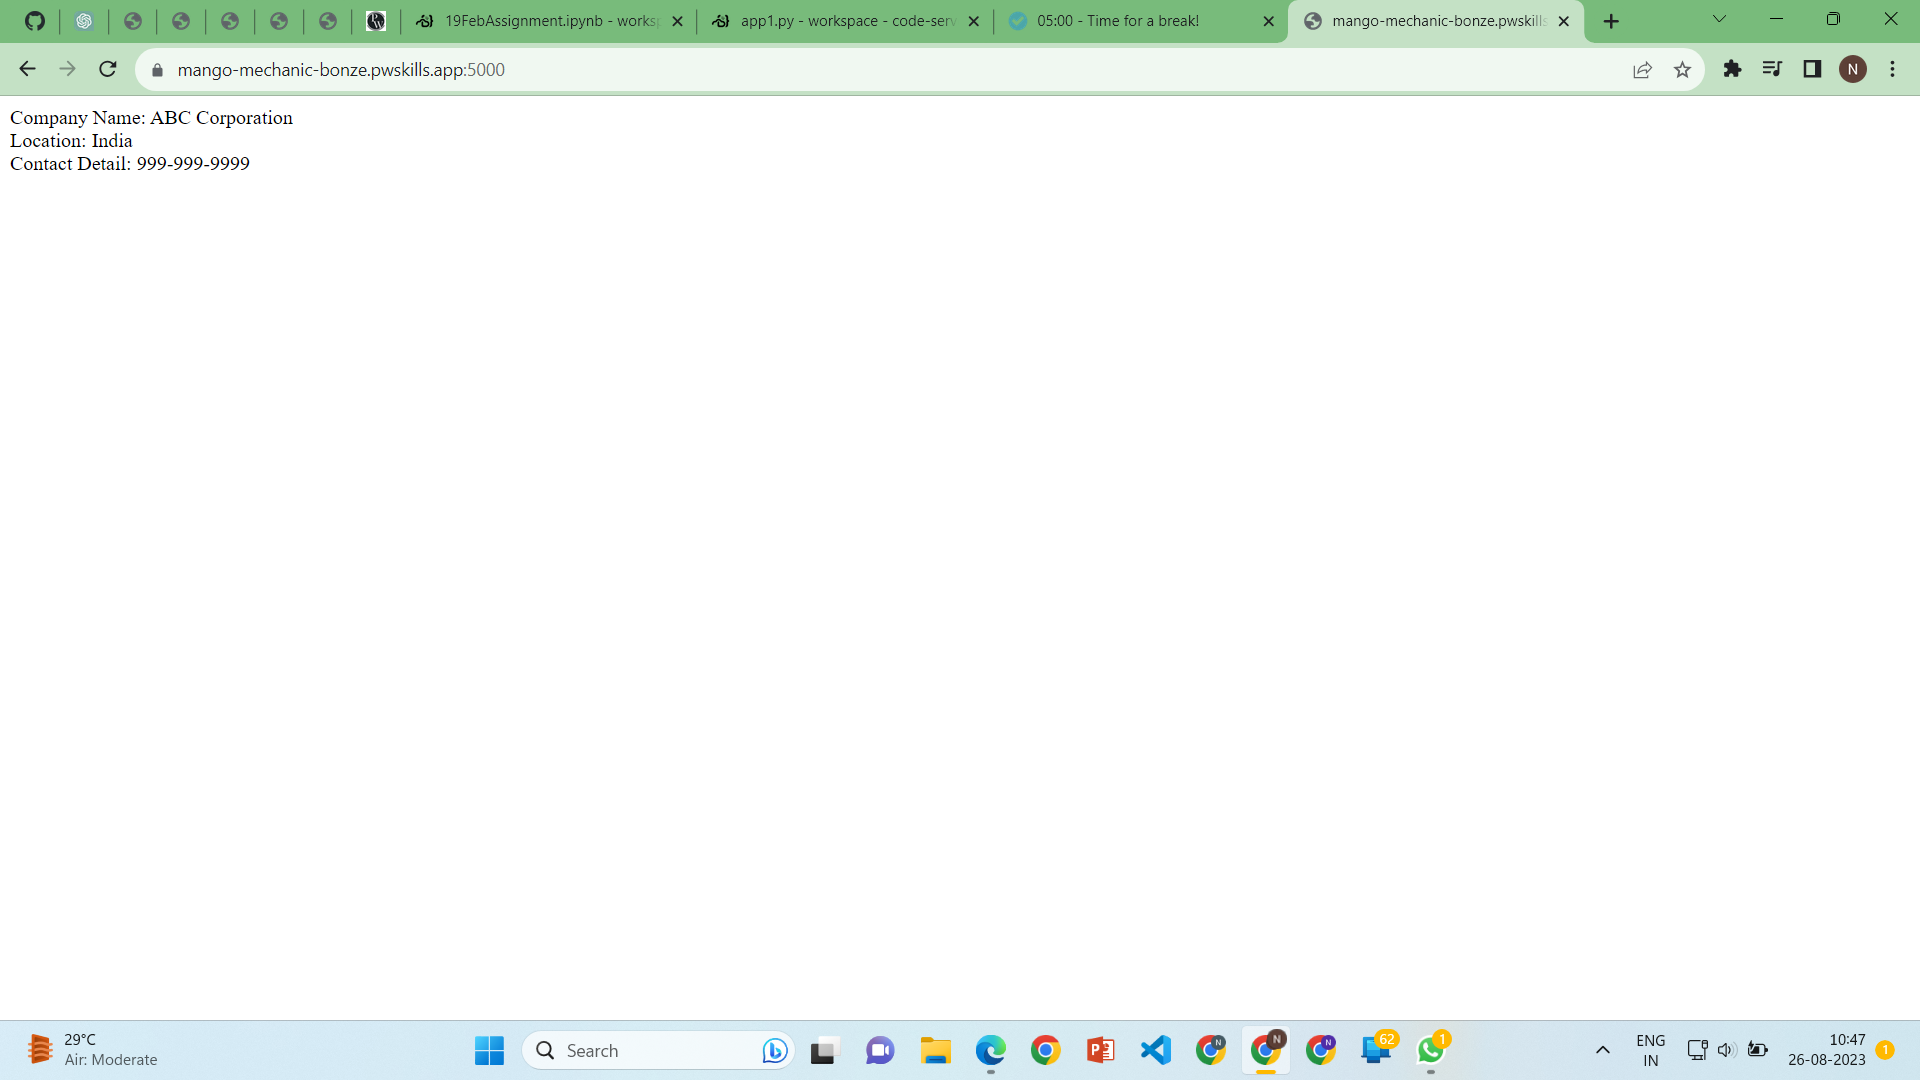 19FebAssignment.ipynb - worksp
app1.py - workspace - code-serv
05:00 - Time for a break!
mango-mechanic-bonze.pwskills
mango-mechanic-bonze.pwskills.app:5000
N
Company Name: ABC Corporation
Location: India
Contact Detail: 999-999-9999
29°C
Air: Moderate
Search
62
1
ENG
IN
10:47
26-08-2023
1